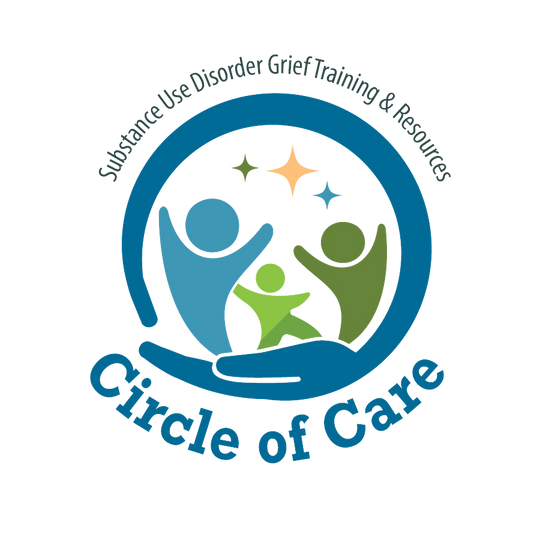 Substance Use Disorder Grief Training & Resources
Circle of Care